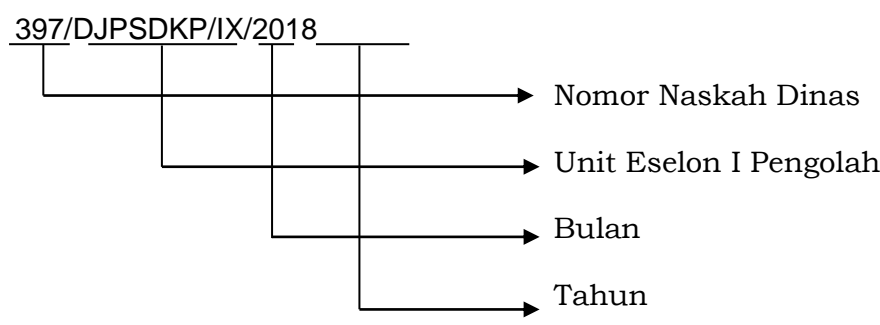 397/DJPSDKP/IX/2018
Nomor Naskah Dinas
Unit Eselon I Pengolah
Bulan
Tahun